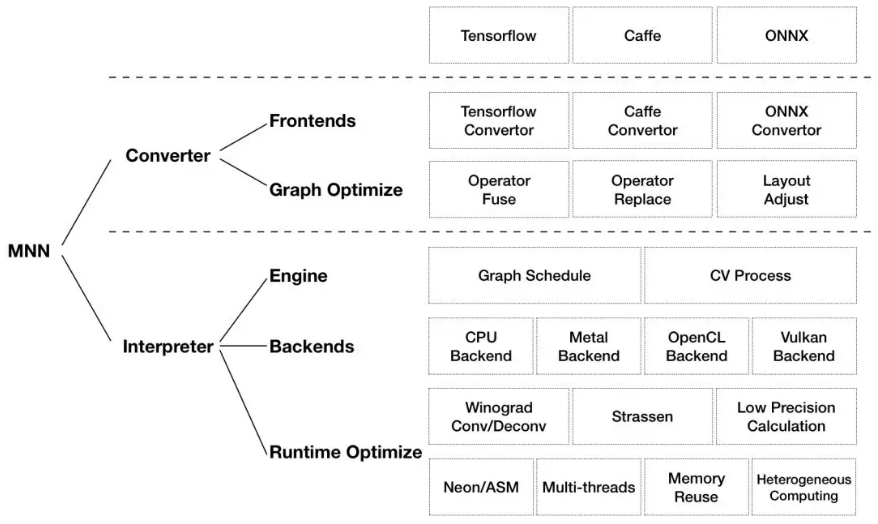 Tensorflow
Caffe
ONNX
Frontends
Tensorflow
Convertor
Caffe
Convertor
ONNX
Convertor
Converter
Graph Optimize
Operator
Fuse
Operator
Replace
Layout
Adjust
MNN
Engine
Graph Schedule
CV Process
Interpreter
Backends
CPU
Backend
Metal
Backend
OpenCL
Backend
Vulkan
Backend
Runtime Optimize
Winograd
Conv/Deconv
Strassen
Low Precision
Calculation
Neon/ASM
Multi-threads
Memory
Reuse
Heterogeneous
Computing